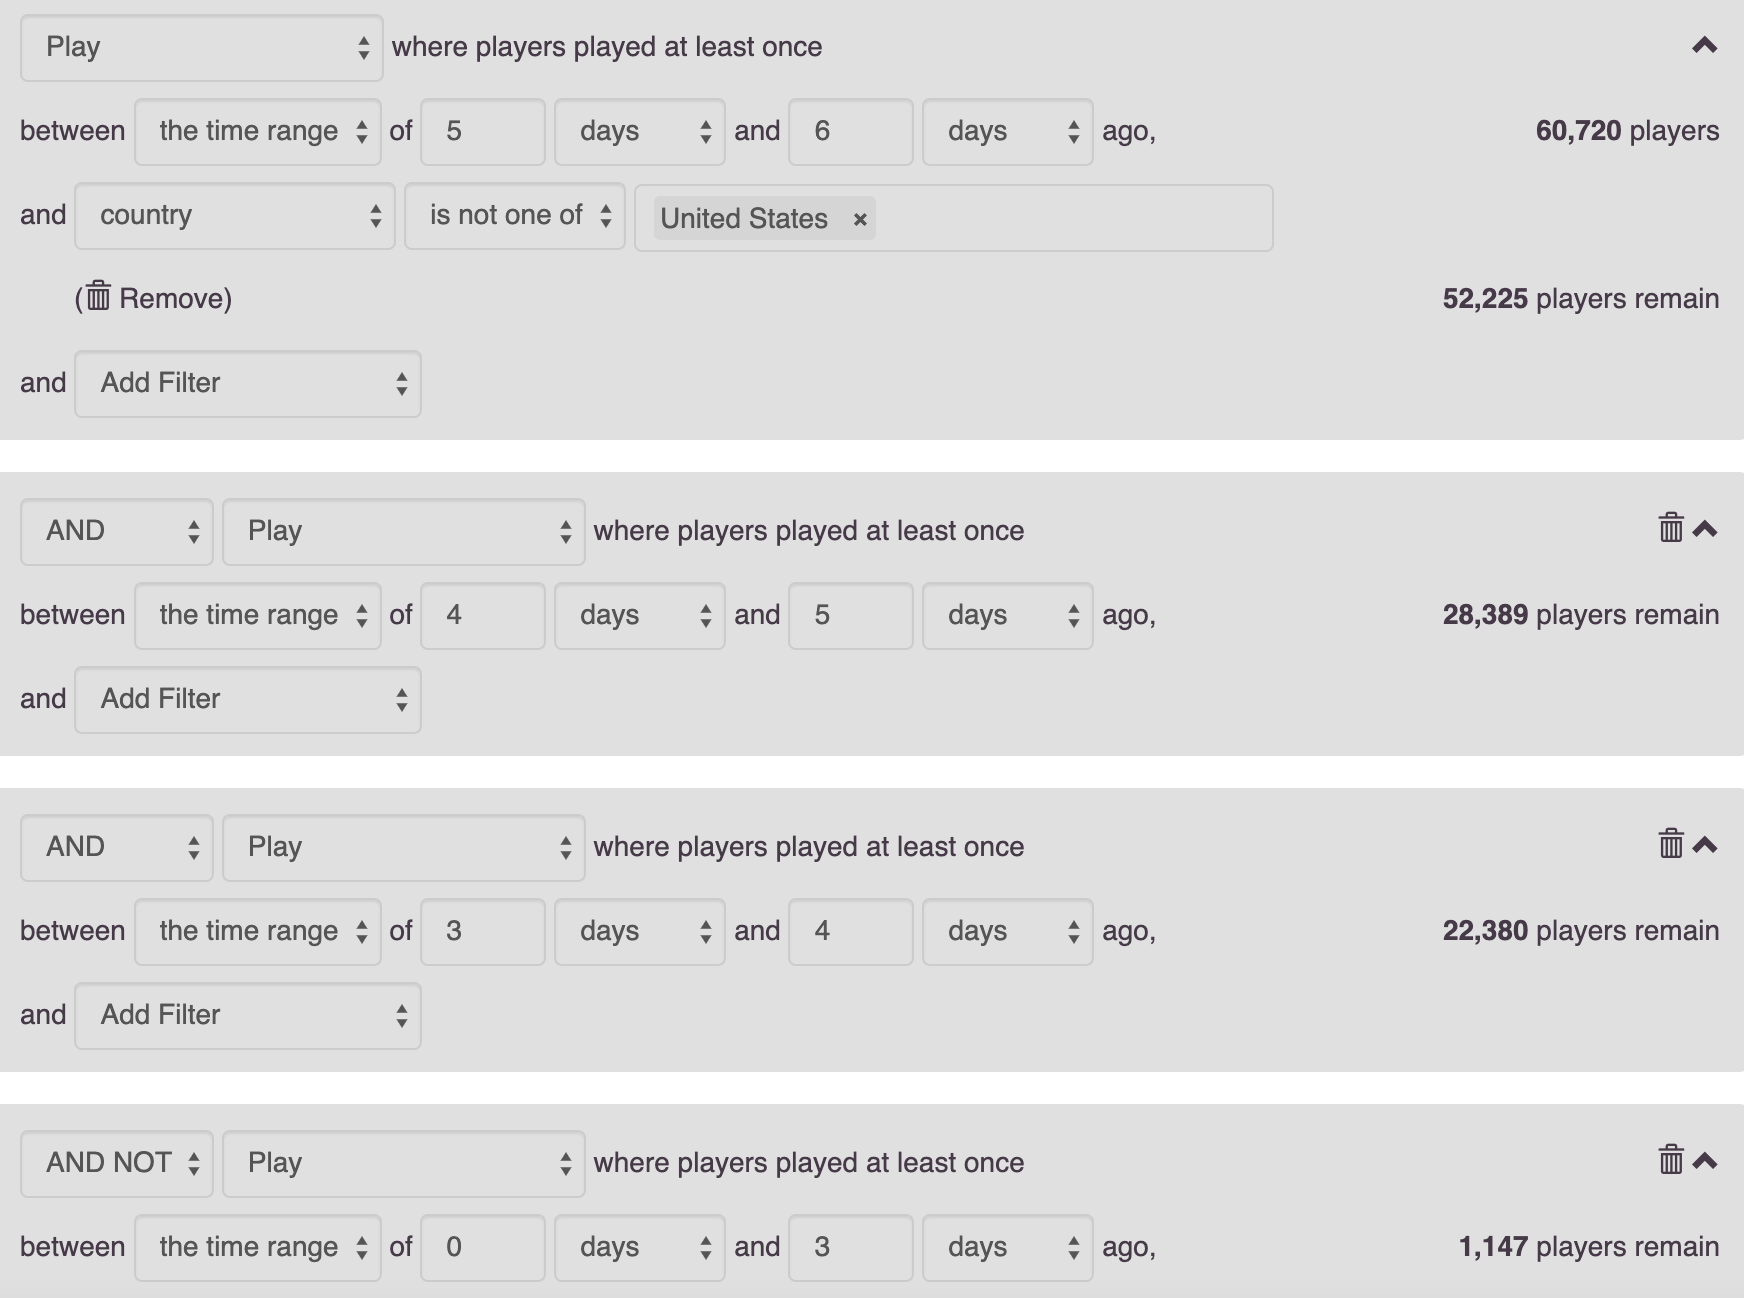 Play where players played at least once
between the time range of 5 days and 6 days ago, 60,720 players
and country is not one of United States ×
(Remove) 52,225 players remain
and Add Filter
AND Play where players played at least once
between the time range of 4 days and 5 days ago, 28,389 players remain
and Add Filter
AND Play where players played at least once
between the time range of 3 days and 4 days ago, 22,380 players remain
and Add Filter
AND NOT Play where players played at least once
between the time range of 0 days and 3 days ago, 1,147 players remain